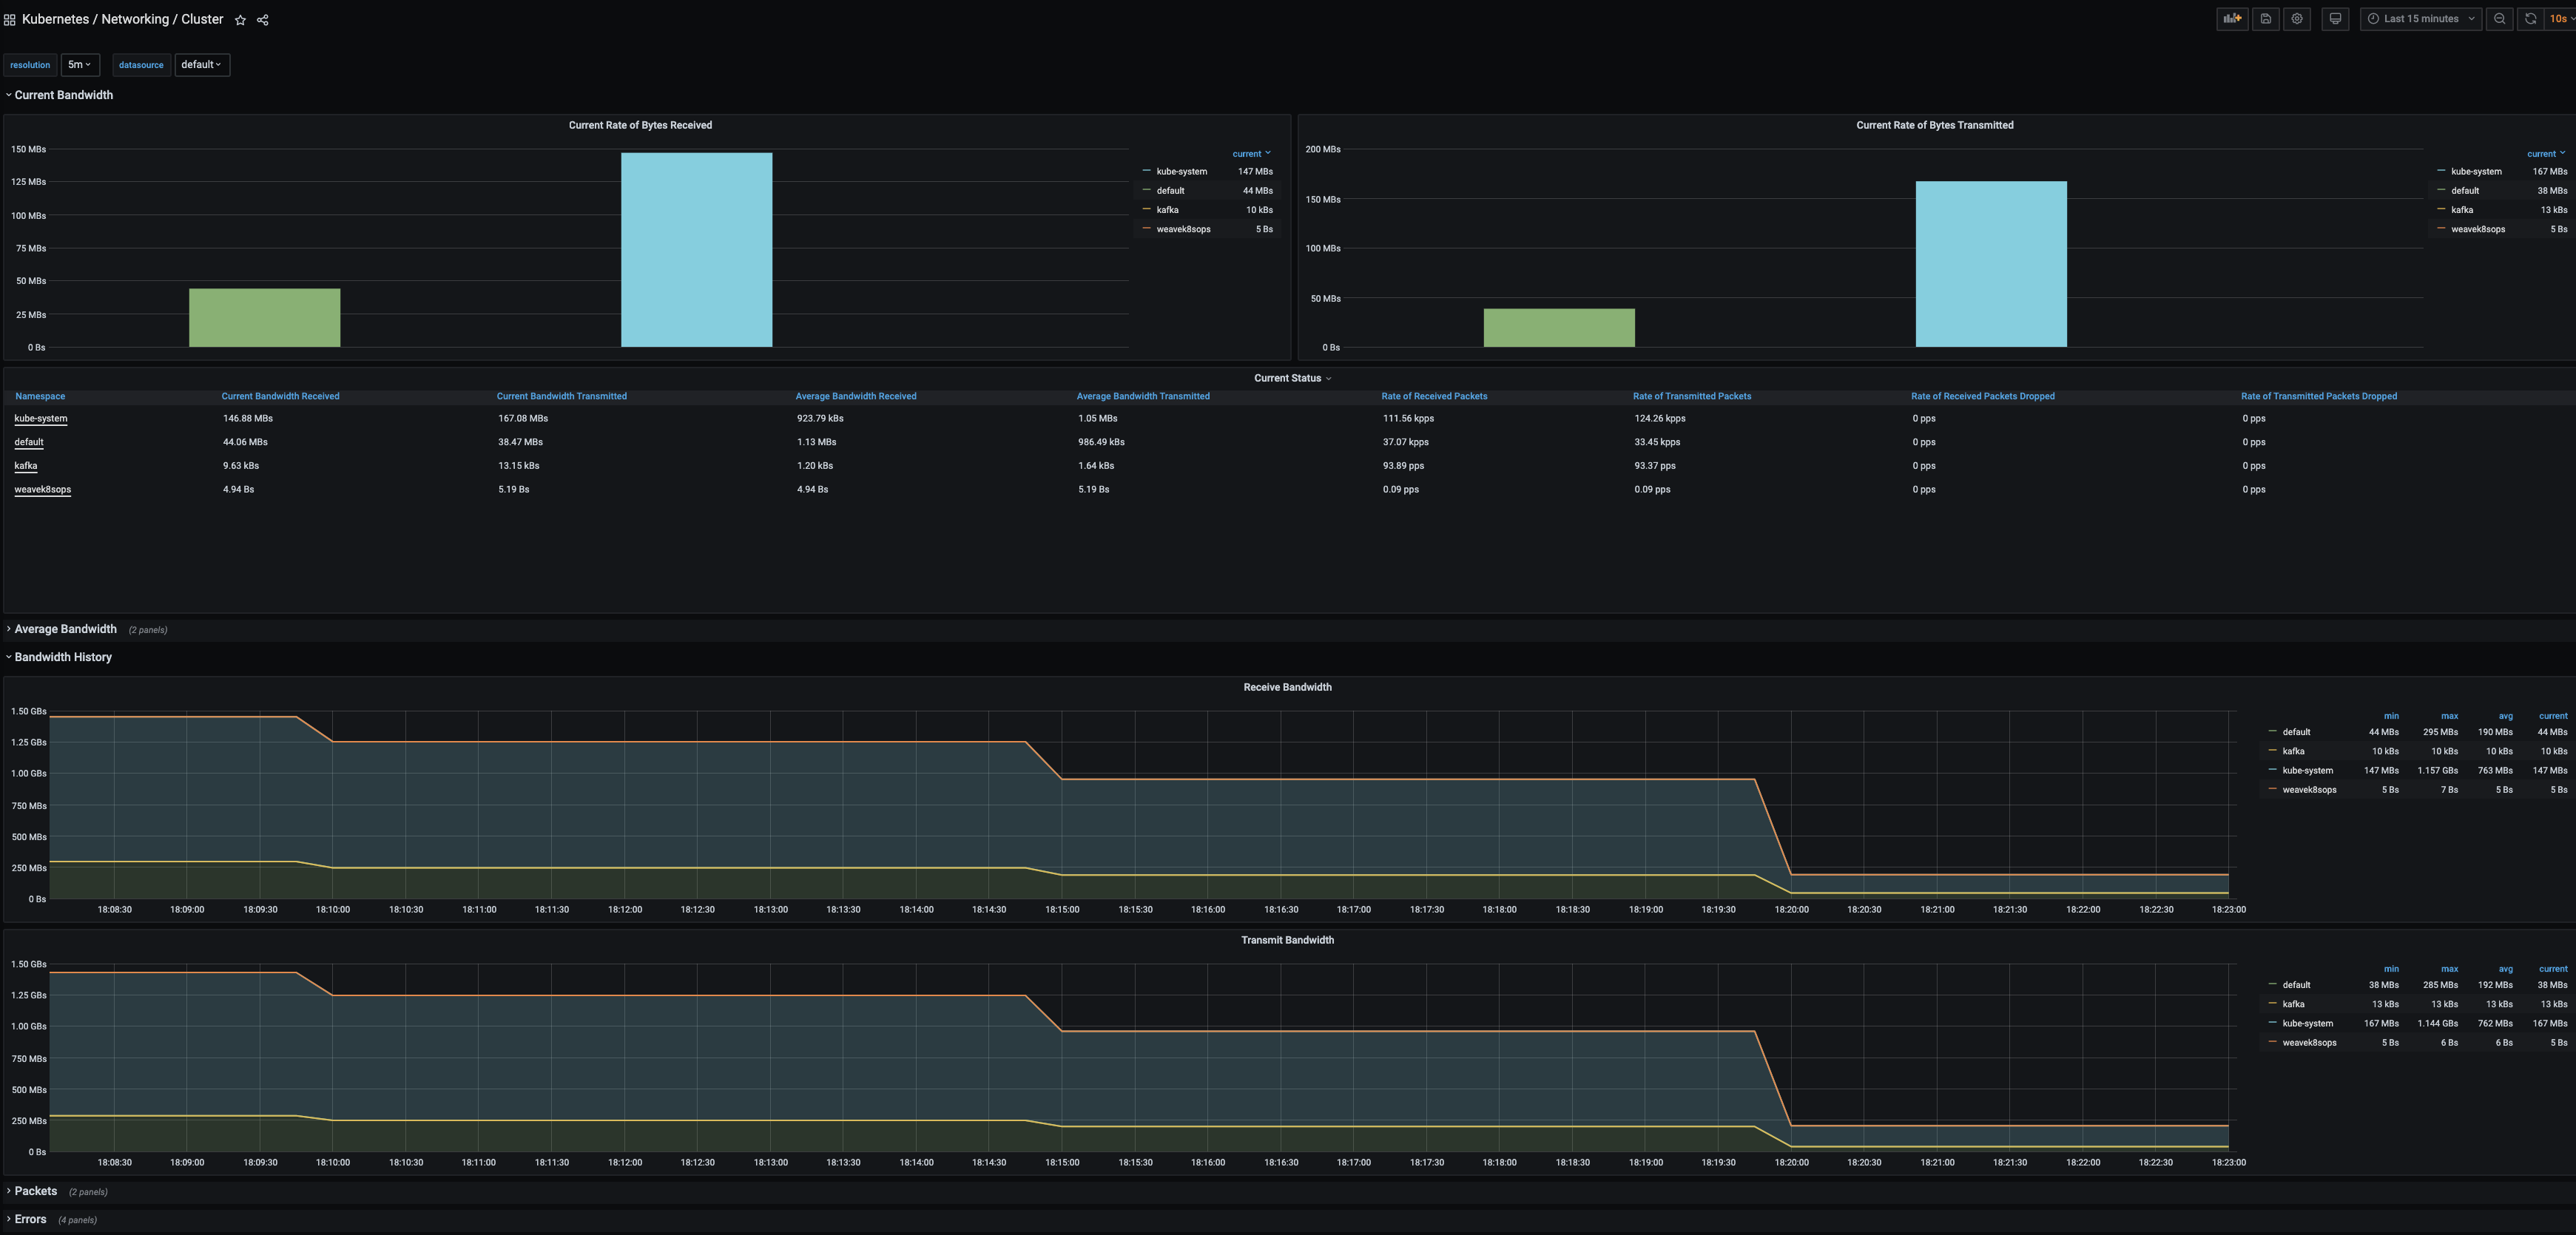 Kubernetes / Networking / Cluster
Last 15 minutes
10s
resolution 5m datasource default
Current Bandwidth
Current Rate of Bytes Received
150 MBs
125 MBs
100 MBs
75 MBs
50 MBs
25 MBs
0 Bs
current
kube-system 147 MBs
default 44 MBs
kafka 10 kBs
weavek8sops 5 Bs
Current Rate of Bytes Transmitted
200 MBs
150 MBs
100 MBs
50 MBs
0 Bs
current
kube-system 167 MBs
default 38 MBs
kafka 13 kBs
weavek8sops 5 Bs
Current Status
Namespace Current Bandwidth Received Current Bandwidth Transmitted Average Bandwidth Received Average Bandwidth Transmitted Rate of Received Packets Rate of Transmitted Packets Rate of Received Packets Dropped Rate of Transmitted Packets Dropped
kube-system 146.88 MBs 167.08 MBs 923.79 kBs 1.05 MBs 111.56 kpps 124.26 kpps 0 pps 0 pps
default 44.06 MBs 38.47 MBs 1.13 MBs 986.49 kBs 37.07 kpps 33.45 kpps 0 pps 0 pps
kafka 9.63 kBs 13.15 kBs 1.20 kBs 1.64 kBs 93.89 pps 93.37 pps 0 pps 0 pps
weavek8sops 4.94 Bs 5.19 Bs 4.94 Bs 5.19 Bs 0.09 pps 0.09 pps 0 pps 0 pps
Average Bandwidth (2 panels)
Bandwidth History
Receive Bandwidth
1.50 GBs
1.25 GBs
1.00 GBs
750 MBs
500 MBs
250 MBs
0 Bs
18:08:30 18:09:00 18:09:30 18:10:00 18:10:30 18:11:00 18:11:30 18:12:00 18:12:30 18:13:00 18:13:30 18:14:00 18:14:30 18:15:00 18:15:30 18:16:00 18:16:30 18:17:00 18:17:30 18:18:00 18:18:30 18:19:00 18:19:30 18:20:00 18:20:30 18:21:00 18:21:30 18:22:00 18:22:30 18:23:00
min max avg current
default 44 MBs 295 MBs 190 MBs 44 MBs
kafka 10 kBs 10 kBs 10 kBs 10 kBs
kube-system 147 MBs 1.157 GBs 763 MBs 147 MBs
weavek8sops 5 Bs 7 Bs 5 Bs 5 Bs
Transmit Bandwidth
1.50 GBs
1.25 GBs
1.00 GBs
750 MBs
500 MBs
250 MBs
0 Bs
18:08:30 18:09:00 18:09:30 18:10:00 18:10:30 18:11:00 18:11:30 18:12:00 18:12:30 18:13:00 18:13:30 18:14:00 18:14:30 18:15:00 18:15:30 18:16:00 18:16:30 18:17:00 18:17:30 18:18:00 18:18:30 18:19:00 18:19:30 18:20:00 18:20:30 18:21:00 18:21:30 18:22:00 18:22:30 18:23:00
min max avg current
default 38 MBs 285 MBs 192 MBs 38 MBs
kafka 13 kBs 13 kBs 13 kBs 13 kBs
kube-system 167 MBs 1.144 GBs 762 MBs 167 MBs
weavek8sops 5 Bs 6 Bs 6 Bs 5 Bs
Packets (2 panels)
Errors (4 panels)